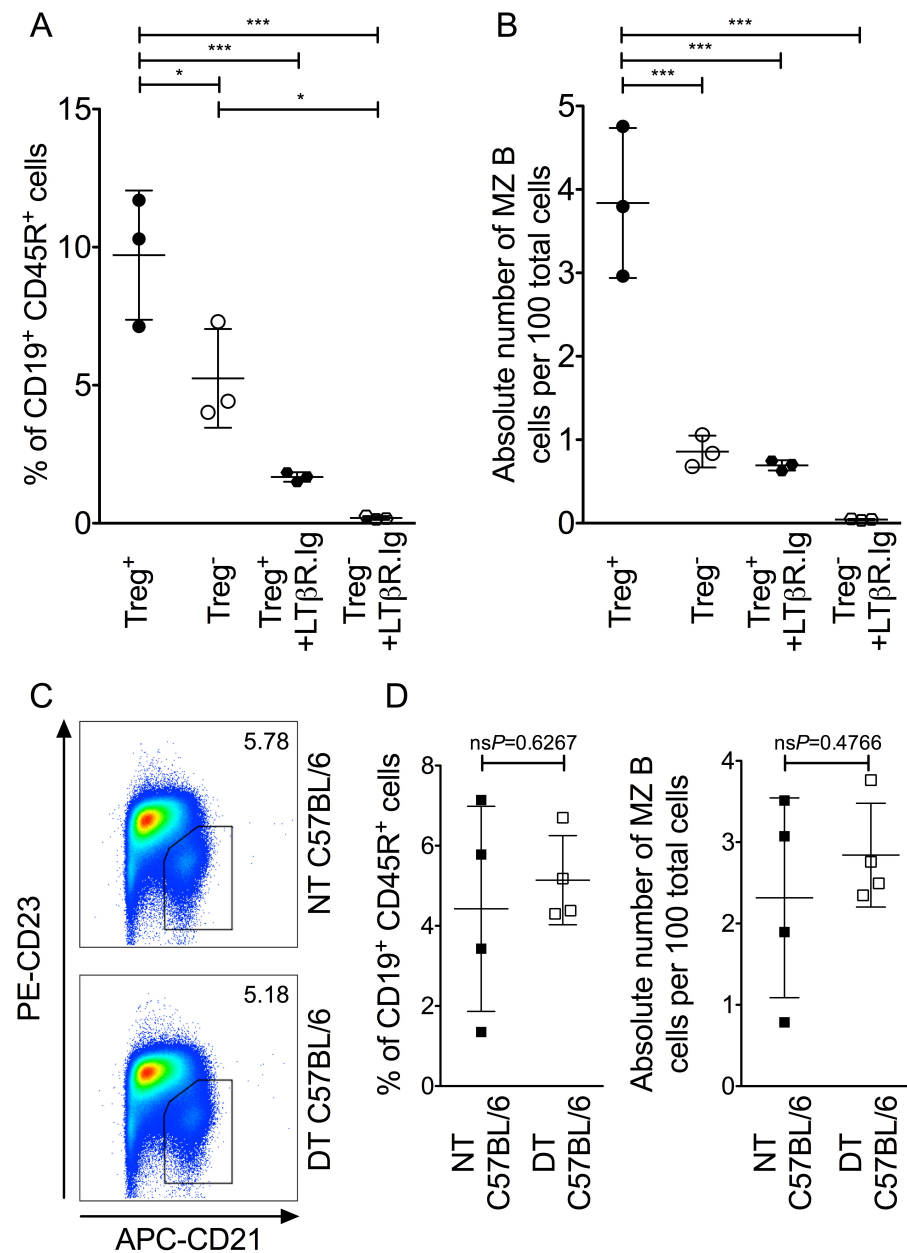 A
***
***
*
*
% of CD19⁺ CD45R⁺ cells
15
10
5
0
Treg⁺
Treg⁻
Treg⁺
+LTβR.Ig
Treg⁻
+LTβR.Ig
B
***
***
***
Absolute number of MZ B
cells per 100 total cells
5
4
3
2
1
0
Treg⁺
Treg⁻
Treg⁺
+LTβR.Ig
Treg⁻
+LTβR.Ig
C
5.78
NT C57BL/6
PE-CD23
5.18
DT C57BL/6
APC-CD21
D
nsP=0.6267
% of CD19⁺ CD45R⁺ cells
8
6
4
2
0
NT
C57BL/6
DT
C57BL/6
nsP=0.4766
Absolute number of MZ B
cells per 100 total cells
4
3
2
1
0
NT
C57BL/6
DT
C57BL/6